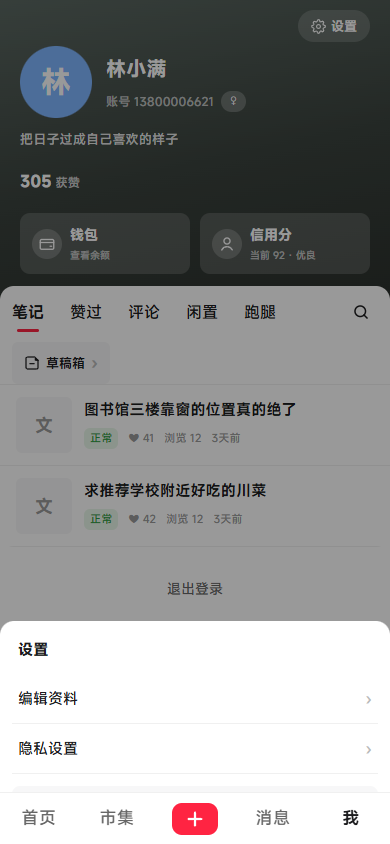 设置
林
林小满
账号 13800006621 ♀
把日子过成自己喜欢的样子
305 获赞
钱包
查看余额
信用分
当前 92 · 优良
笔记 赞过 评论 闲置 跑腿
草稿箱 ›
文
图书馆三楼靠窗的位置真的绝了
正常 ♥ 41 浏览 12 3天前
文
求推荐学校附近好吃的川菜
正常 ♥ 42 浏览 12 3天前
退出登录
设置
编辑资料 ›
隐私设置 ›
首页 市集 + 消息 我